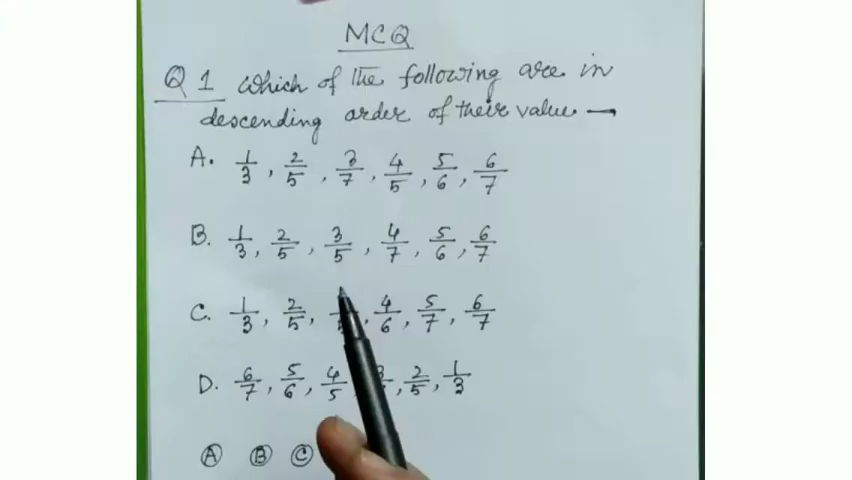 MCQ
Q 1 Which of the following are in
descending order of their value —
A. 1/3, 2/5, 3/7, 4/5, 5/6, 6/7
B. 1/3, 2/5, 3/5, 4/7, 5/6, 6/7
C. 1/3, 2/5, 4/6, 5/7, 6/7
D. 6/7, 5/6, 4/5, 2/5, 1/3
Ⓐ Ⓑ Ⓒ